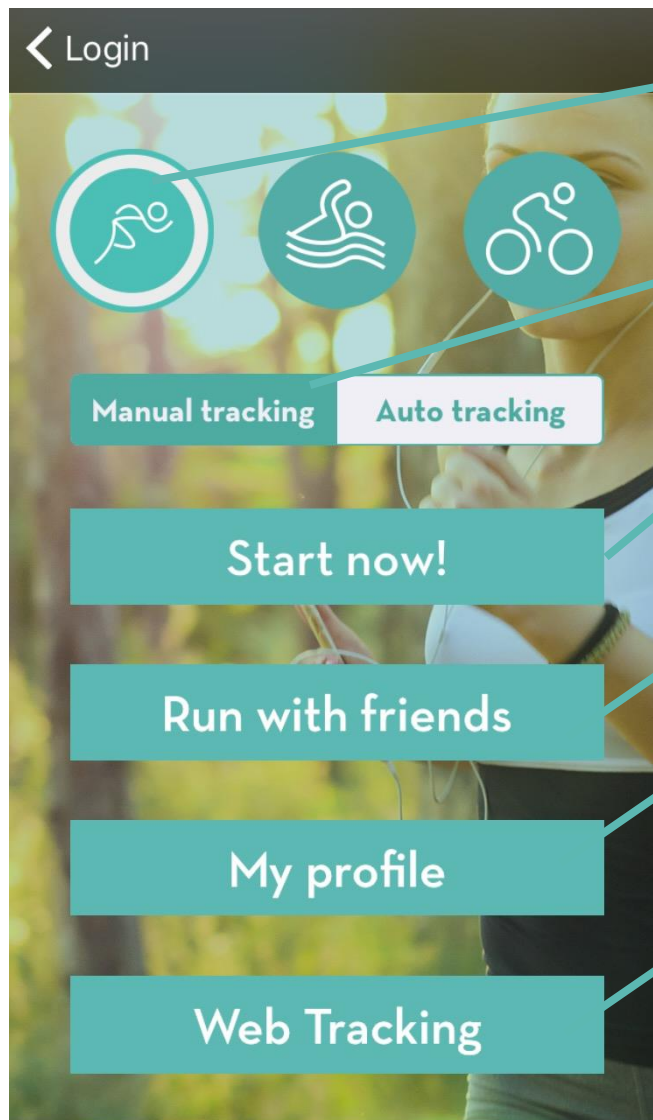 Login
Manual tracking
Auto tracking
Start now!
Run with friends
My profile
Web Tracking